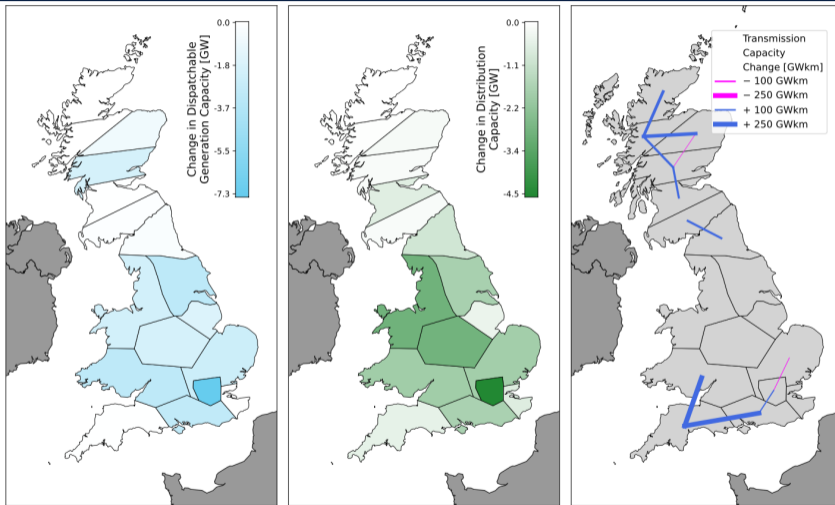 Change in Dispatchable
Generation Capacity [GW]
0.0
-1.8
-3.7
-5.5
-7.3
Change in Distribution
Capacity [GW]
0.0
-1.1
-2.2
-3.4
-4.5
Transmission
Capacity
Change [GWkm]
− 100 GWkm
− 250 GWkm
+ 100 GWkm
+ 250 GWkm